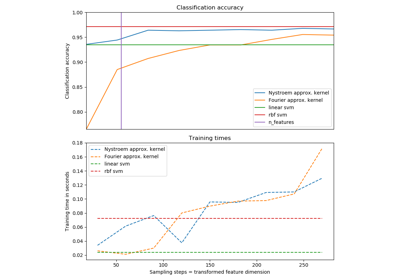 Classification accuracy
1.00
0.95
0.90
0.85
0.80
Classification accuracy
Nystroem approx. kernel
Fourier approx. kernel
linear svm
rbf svm
n_features
Training times
0.18
0.16
0.14
0.12
0.10
0.08
0.06
0.04
0.02
Training time in seconds
Nystroem approx. kernel
Fourier approx. kernel
linear svm
rbf svm
50
100
150
200
250
Sampling steps = transformed feature dimension